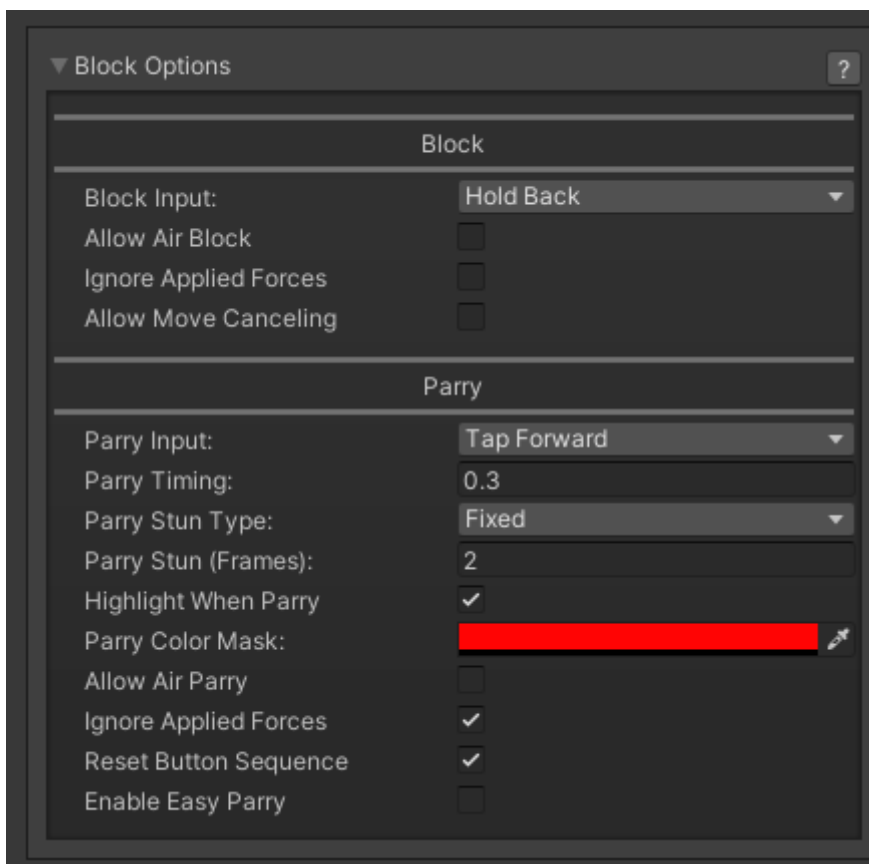 Block Options
?
Block
Block Input: Hold Back
Allow Air Block
Ignore Applied Forces
Allow Move Canceling
Parry
Parry Input: Tap Forward
Parry Timing: 0.3
Parry Stun Type: Fixed
Parry Stun (Frames): 2
Highlight When Parry
Parry Color Mask:
Allow Air Parry
Ignore Applied Forces
Reset Button Sequence
Enable Easy Parry